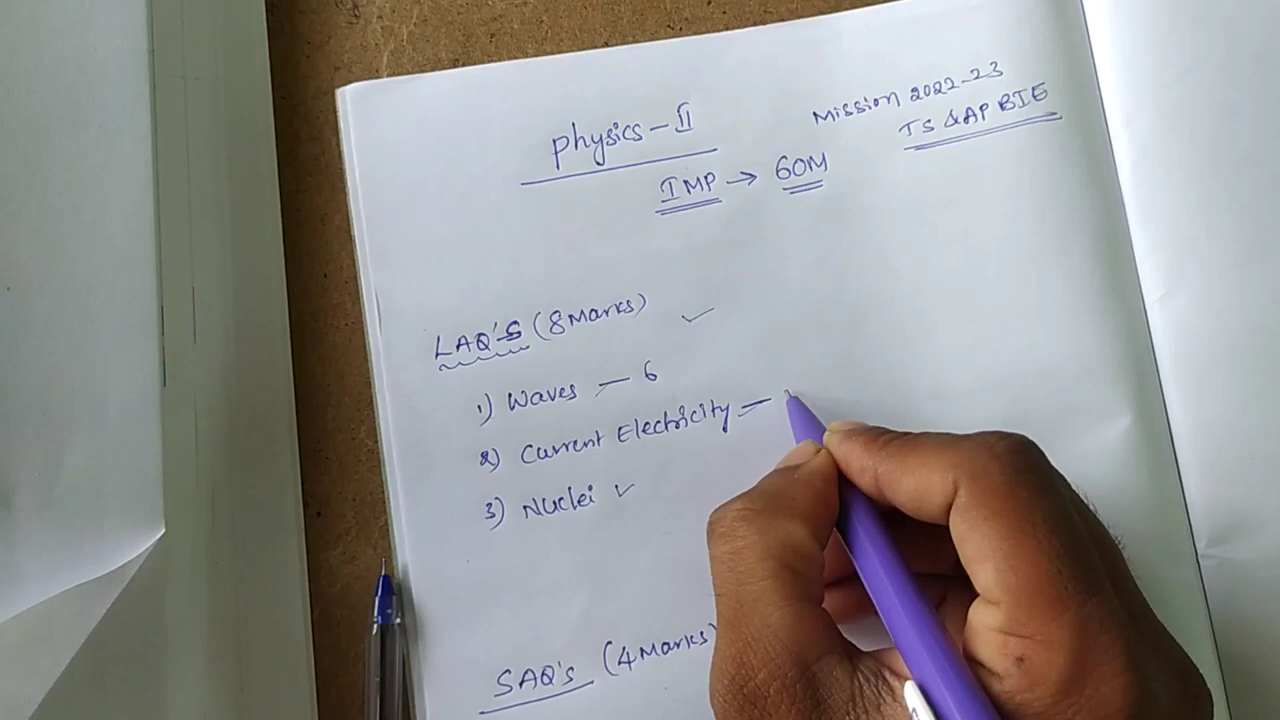 Physics-II
Mission 2022-23
TS & AP BIE
IMP → 60M
LAQ'S (8 Marks) ✓
1) Waves — 6
2) Current Electricity —
3) Nuclei ✓
SAQ's (4 Marks)